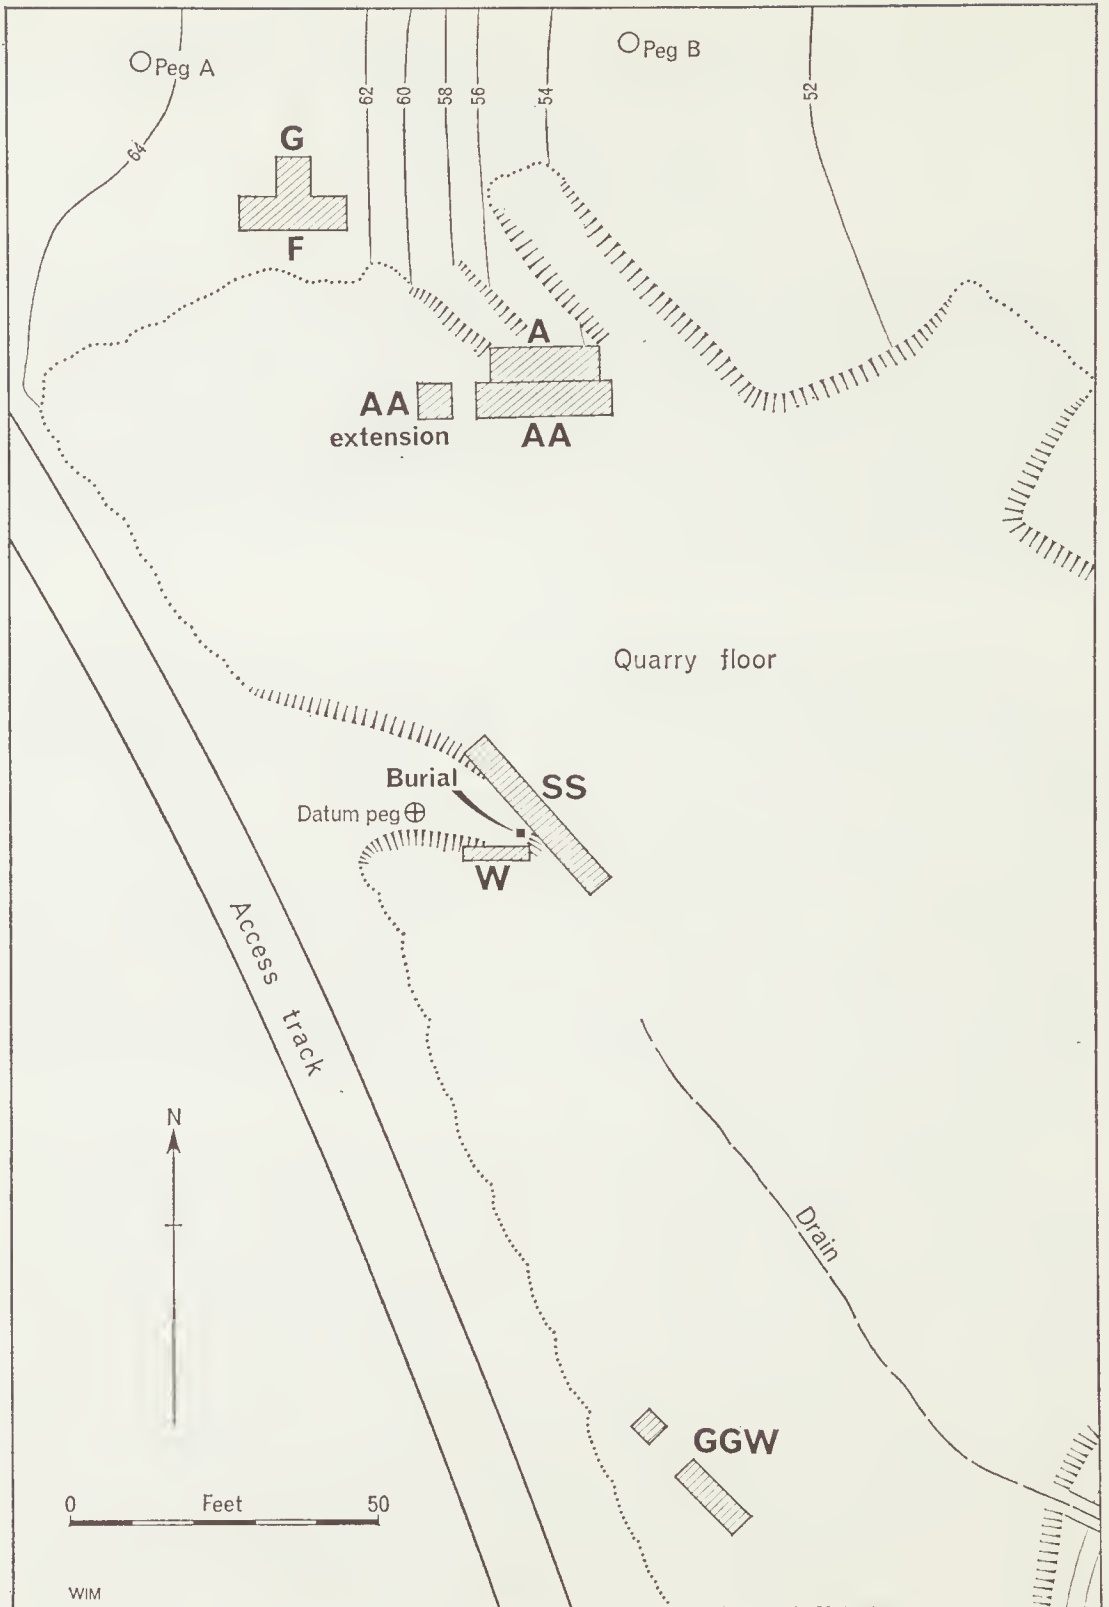 Peg A
Peg B
64
62
60
58
56
54
52
G
F
A
AA
extension
AA
Quarry floor
Burial
SS
Datum peg
W
Access track
N
Drain
GGW
0 Feet 50
WIM